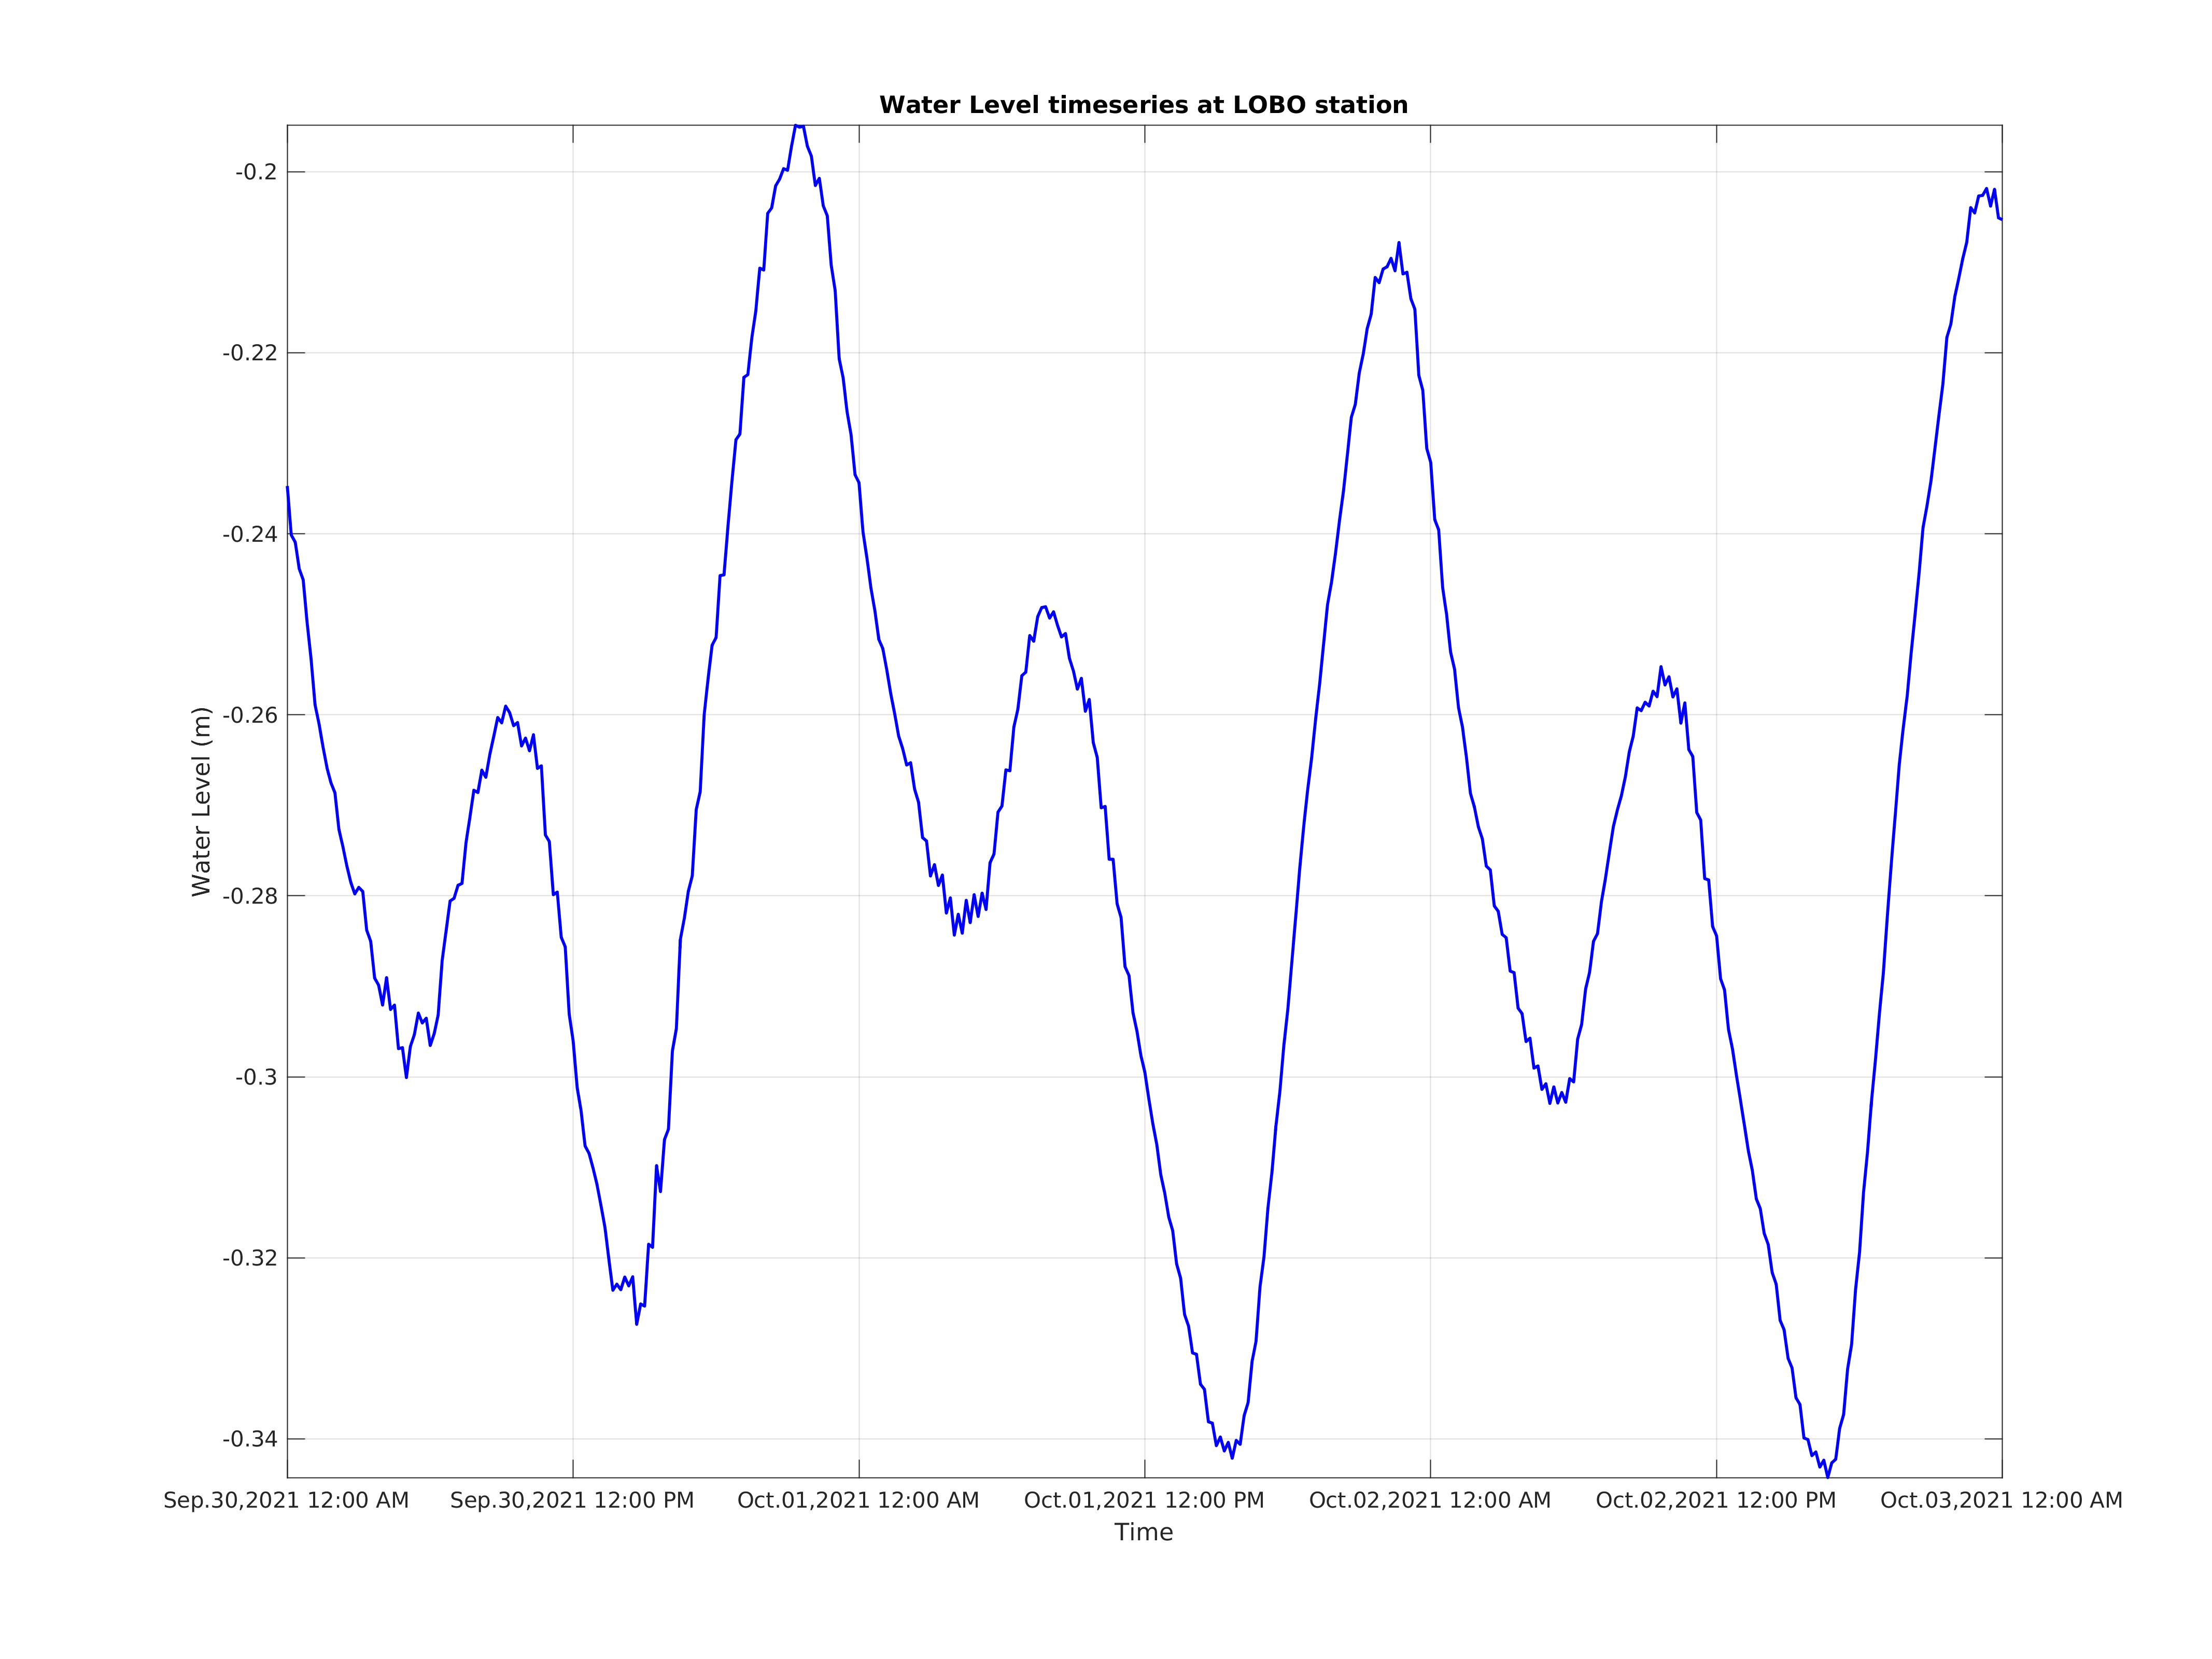 Water Level timeseries at LOBO station
-0.2
-0.22
-0.24
-0.26
-0.28
-0.3
-0.32
-0.34
Water Level (m)
Sep.30,2021 12:00 AM
Sep.30,2021 12:00 PM
Oct.01,2021 12:00 AM
Oct.01,2021 12:00 PM
Oct.02,2021 12:00 AM
Oct.02,2021 12:00 PM
Oct.03,2021 12:00 AM
Time